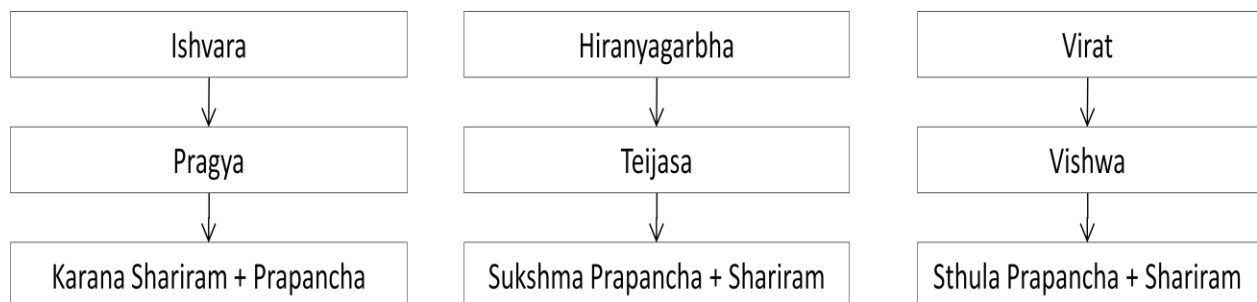 Ishvara
Hiranyagarbha
Virat
Pragya
Teijasa
Vishwa
Karana Shariram + Prapancha
Sukshma Prapancha + Shariram
Sthula Prapancha + Shariram